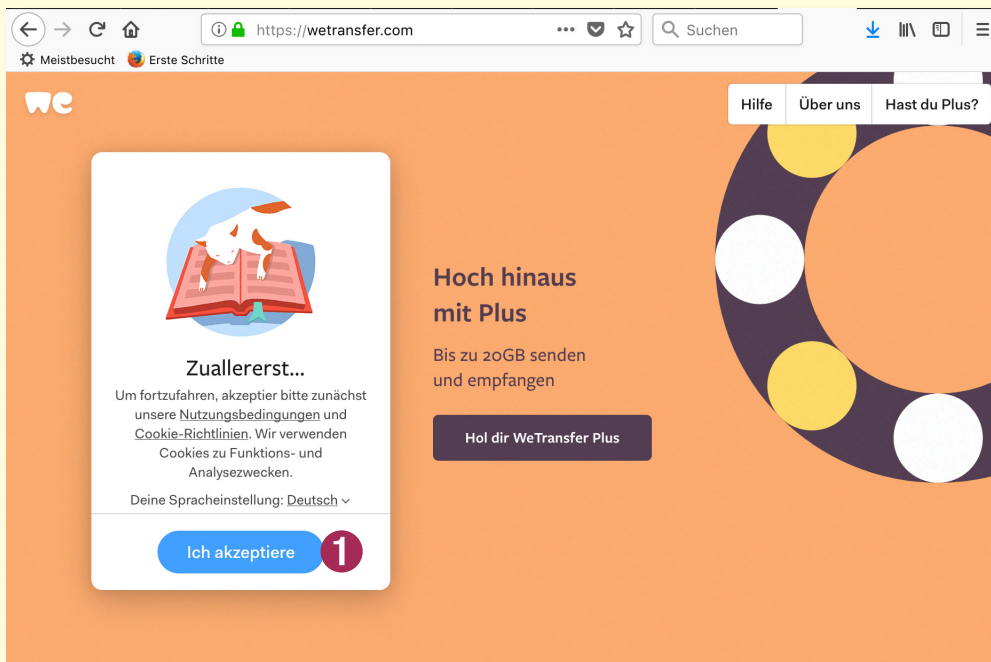 https://wetransfer.com
Suchen
Meistbesucht
Erste Schritte
we
Hilfe
Über uns
Hast du Plus?
Zuallererst...
Um fortzufahren, akzeptier bitte zunächst
unsere Nutzungsbedingungen und
Cookie-Richtlinien. Wir verwenden
Cookies zu Funktions- und
Analysezwecken.
Deine Spracheinstellung: Deutsch
Ich akzeptiere
1
Hoch hinaus
mit Plus
Bis zu 20GB senden
und empfangen
Hol dir WeTransfer Plus